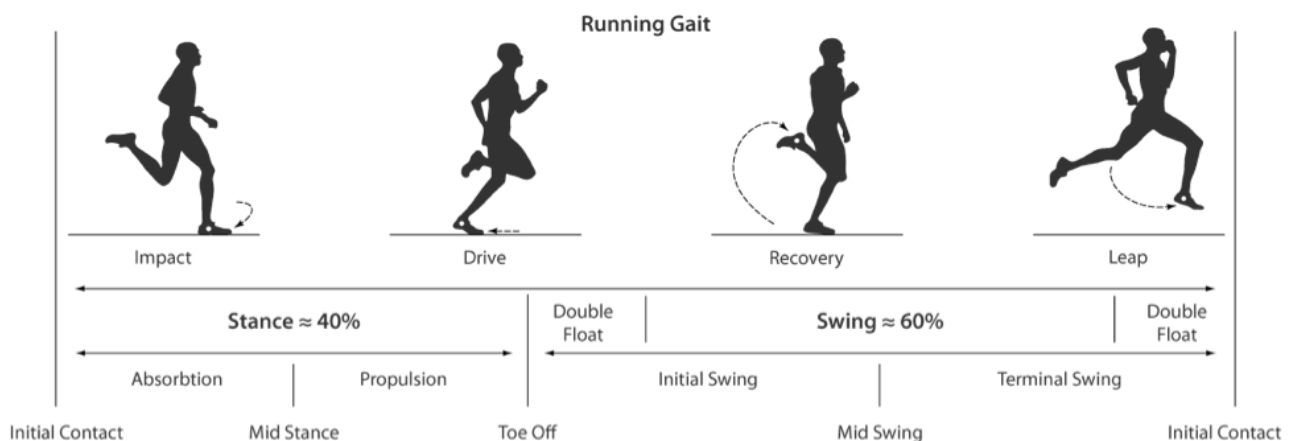 Running Gait
Impact Drive Recovery Leap
Stance ≈ 40% Double Float Swing ≈ 60% Double Float
Absorbtion Propulsion Initial Swing Terminal Swing
Initial Contact Mid Stance Toe Off Mid Swing Initial Contact